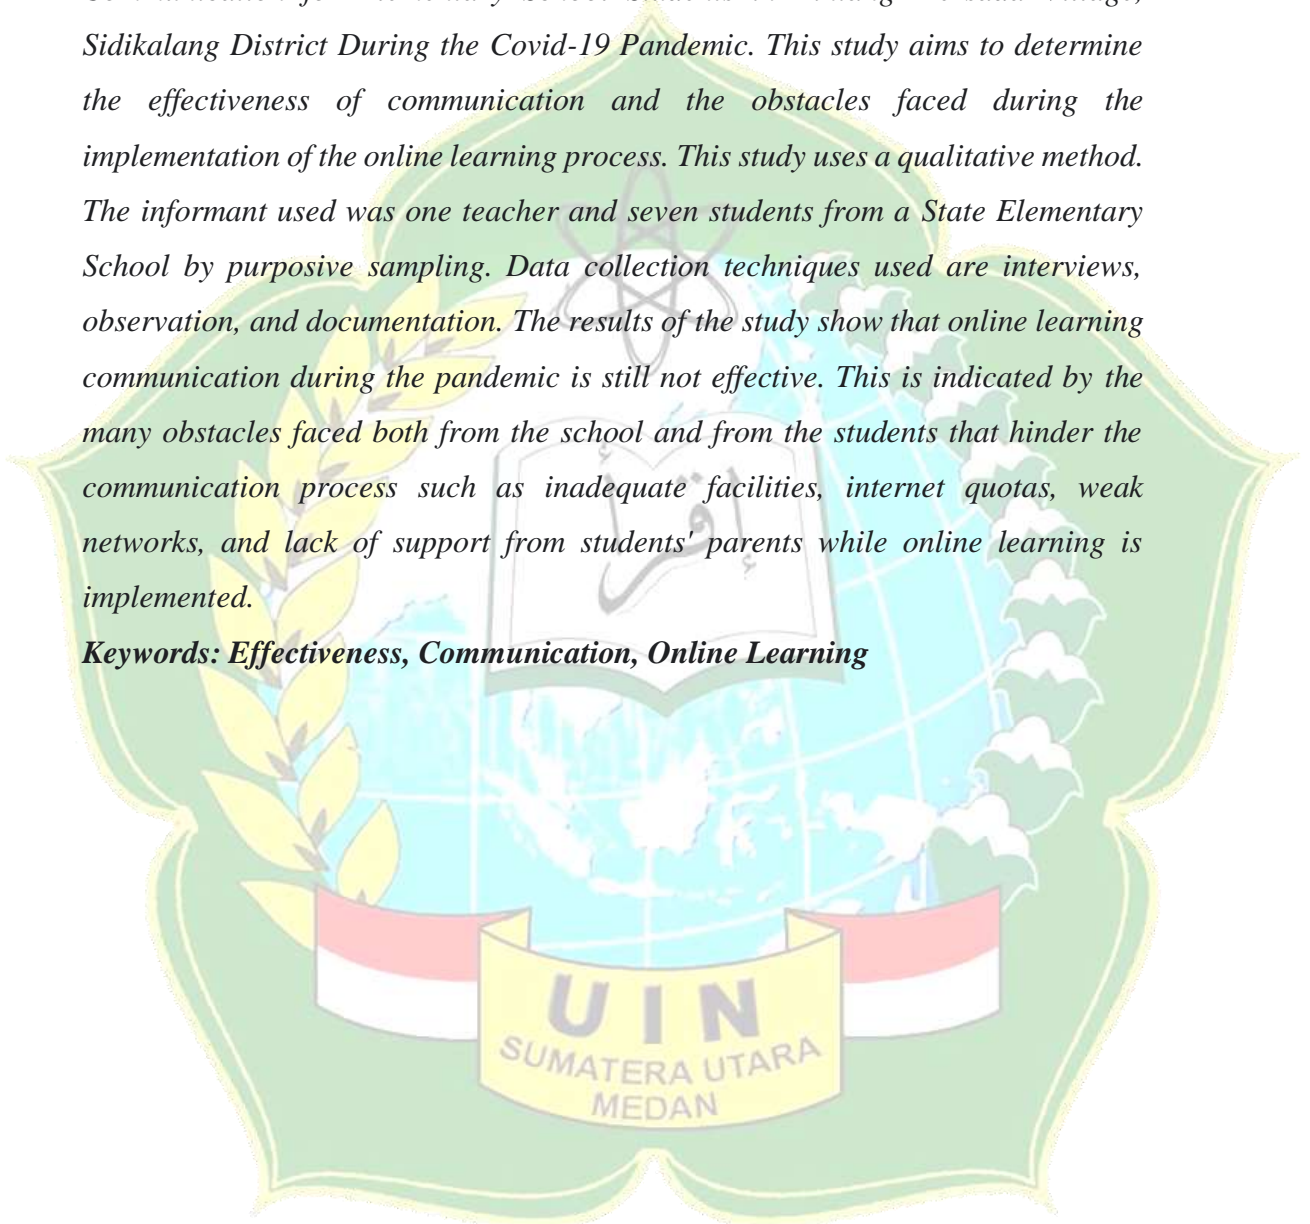 Sidikalang District During the Covid-19 Pandemic. This study aims to determine
the effectiveness of communication and the obstacles faced during the
implementation of the online learning process. This study uses a qualitative method.
The informant used was one teacher and seven students from a State Elementary
School by purposive sampling. Data collection techniques used are interviews,
observation, and documentation. The results of the study show that online learning
communication during the pandemic is still not effective. This is indicated by the
many obstacles faced both from the school and from the students that hinder the
communication process such as inadequate facilities, internet quotas, weak
networks, and lack of support from students' parents while online learning is
implemented.
Keywords: Effectiveness, Communication, Online Learning
إقرأ
UIN
SUMATERA UTARA
MEDAN